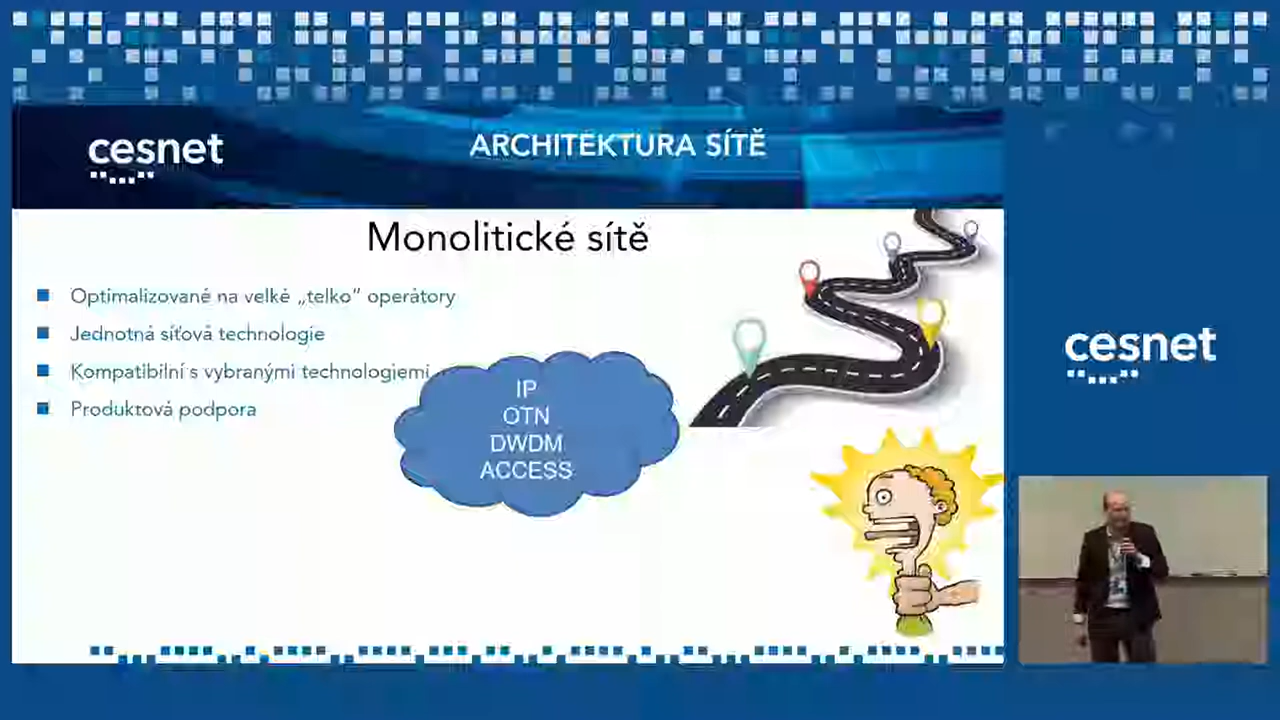 cesnet
ARCHITEKTURA SÍTĚ
Monolitické sítě
Optimalizované na velké „telko“ operátory
Jednotná síťová technologie
Kompatibilní s vybranými technologiemi
Produktová podpora
IP
OTN
DWDM
ACCESS
cesnet